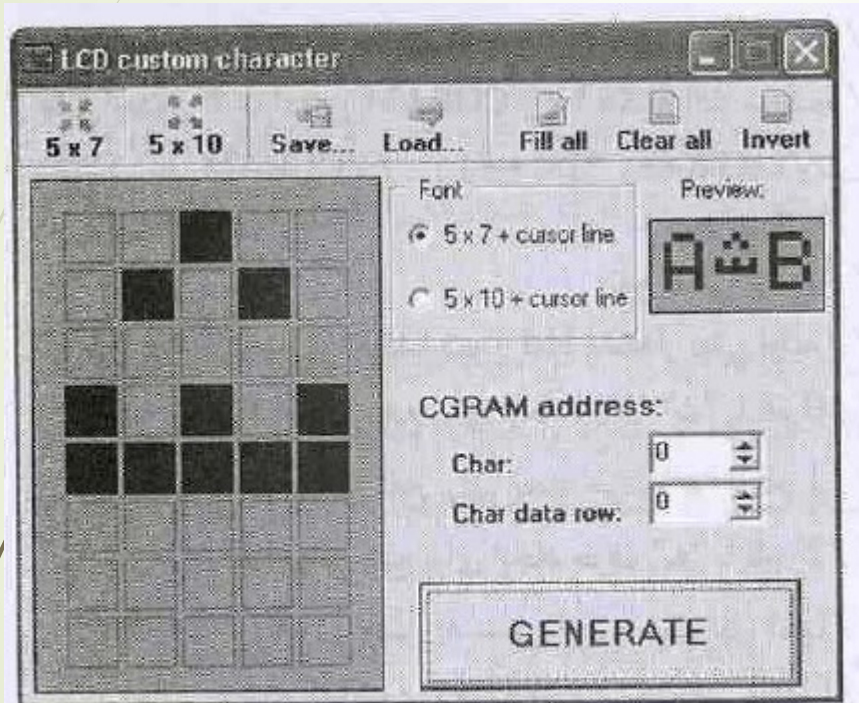 LCD custom character
5 x 7 5 x 10 Save... Load... Fill all Clear all Invert
Font Preview:
5 x 7 + cursor line
5 x 10 + cursor line
A B
CGRAM address:
Char: 0
Char data row: 0
GENERATE